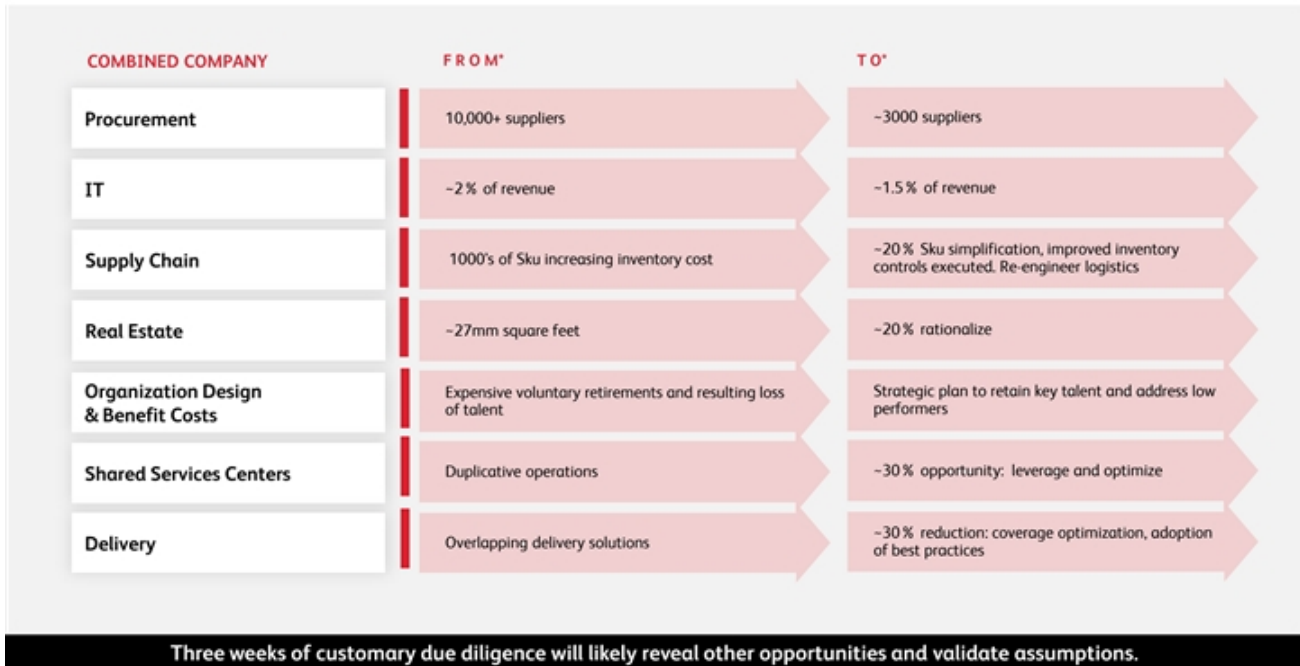 COMBINED COMPANY
FROM*
TO*
Procurement
10,000+ suppliers
~3000 suppliers
IT
~2% of revenue
~1.5% of revenue
Supply Chain
1000's of Sku increasing inventory cost
~20% Sku simplification, improved inventory
controls executed. Re-engineer logistics
Real Estate
~27mm square feet
~20% rationalize
Organization Design
& Benefit Costs
Expensive voluntary retirements and resulting loss
of talent
Strategic plan to retain key talent and address low
performers
Shared Services Centers
Duplicative operations
~30% opportunity: leverage and optimize
Delivery
Overlapping delivery solutions
~30% reduction: coverage optimization, adoption
of best practices
Three weeks of customary due diligence will likely reveal other opportunities and validate assumptions.